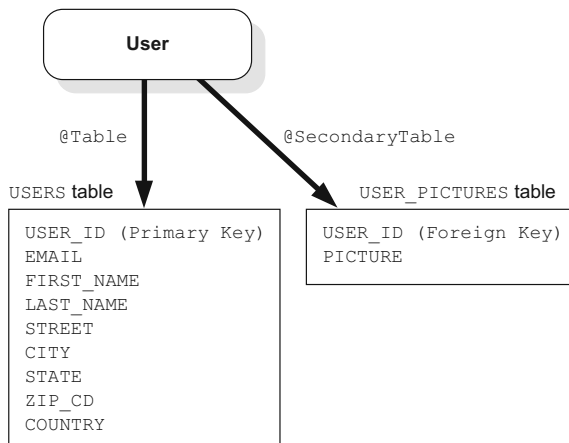 User
@Table
@SecondaryTable
USERS table
USER_PICTURES table
USER_ID (Primary Key)
EMAIL
FIRST_NAME
LAST_NAME
STREET
CITY
STATE
ZIP_CD
COUNTRY
USER_ID (Foreign Key)
PICTURE